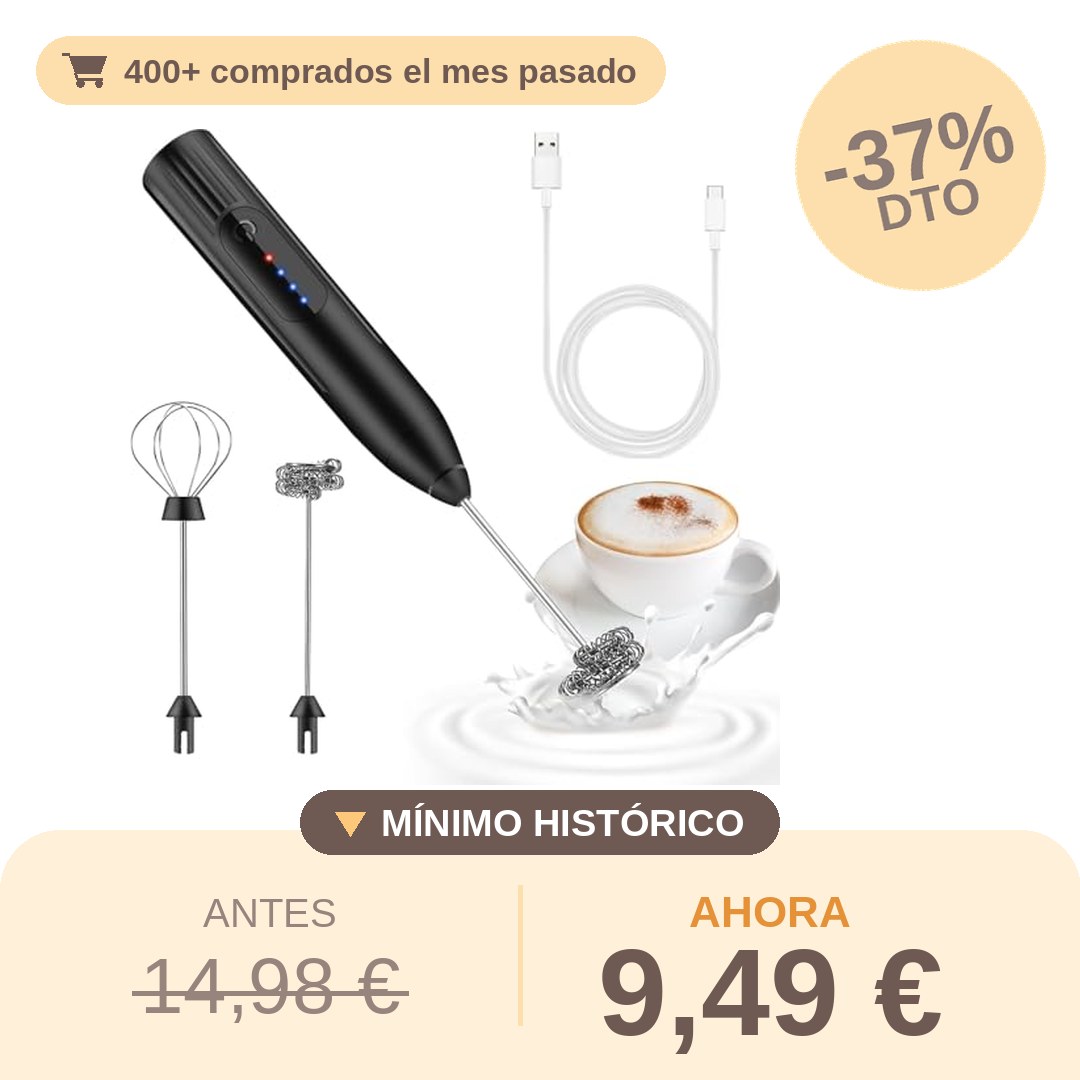 400+ comprados el mes pasado
-37%
DTO
MÍNIMO HISTÓRICO
ANTES
AHORA
14,98 €
9,49 €